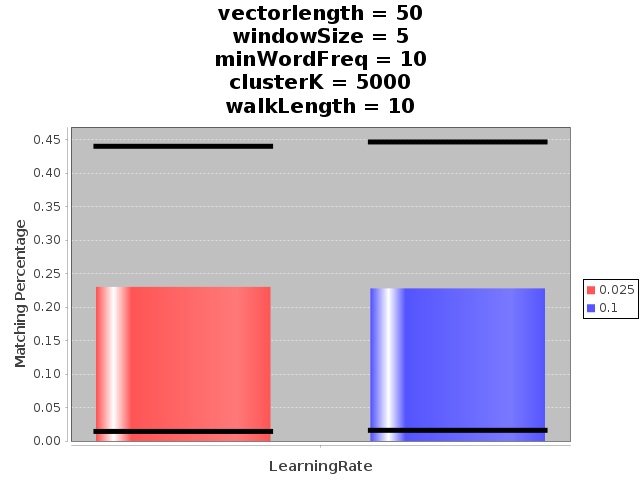 vectorlength = 50
windowSize = 5
minWordFreq = 10
clusterK = 5000
walkLength = 10
0.45
0.40
0.35
0.30
0.25
0.20
0.15
0.10
0.05
0.00
Matching Percentage
LearningRate
0.025
0.1